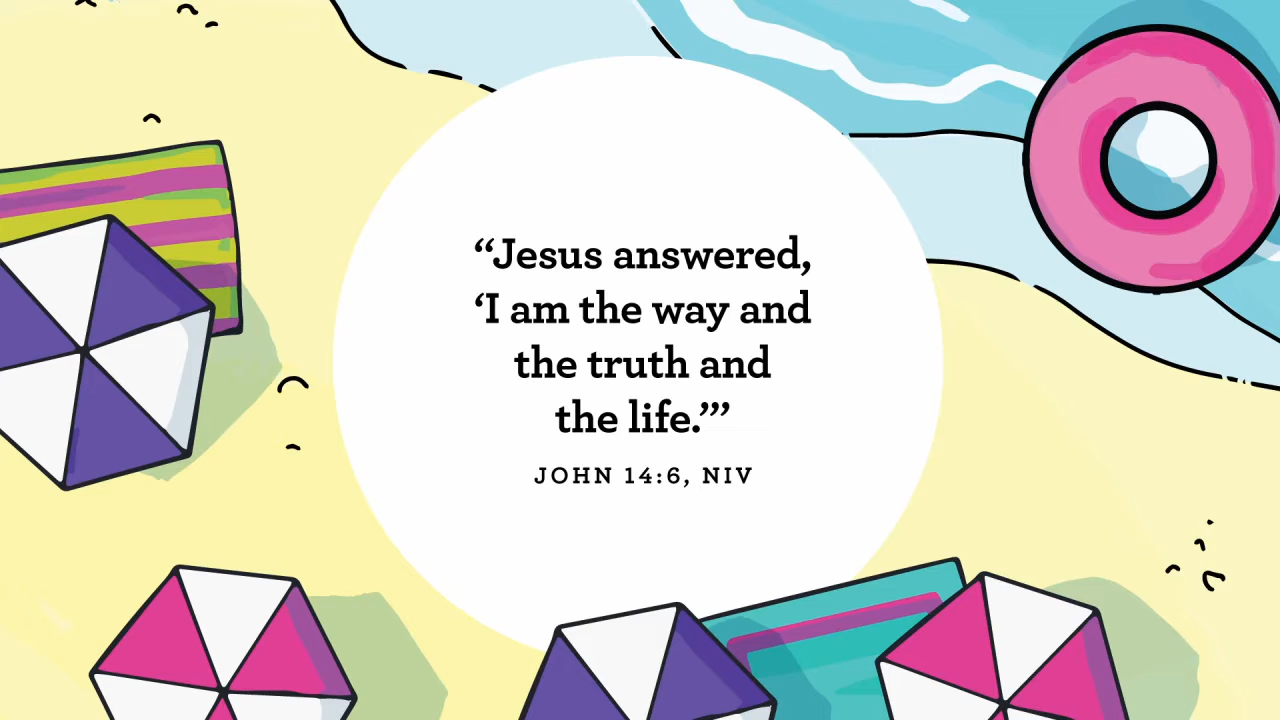 “Jesus answered,
‘I am the way and
the truth and
the life.’”
JOHN 14:6, NIV